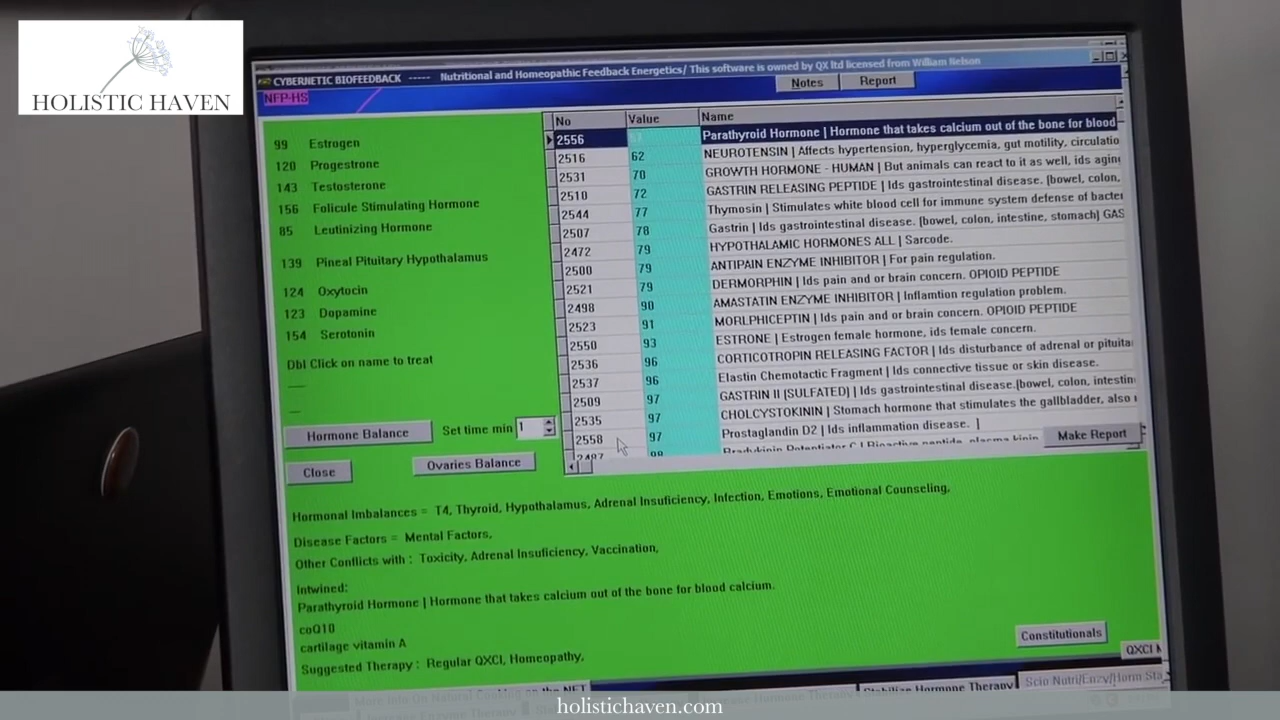 HOLISTIC HAVEN
CYBERNETIC BIOFEEDBACK ----- Nutritional and Homeopathic Feedback Energetics/ This software is owned by QX ltd licensed from William Nelson
NFP-HS
Notes Report
99 Estrogen
120 Progestrone
143 Testosterone
156 Folicule Stimulating Hormone
85 Leutinizing Hormone
139 Pineal Pituitary Hypothalamus
124 Oxytocin
123 Dopamine
154 Serotonin
Dbl Click on name to treat
Hormone Balance Set time min 1
Close Ovaries Balance
No Value Name
2556 Parathyroid Hormone | Hormone that takes calcium out of the bone for blood
2516 62 NEUROTENSIN | Affects hypertension, hyperglycemia, gut motility, circulatio
2531 70 GROWTH HORMONE - HUMAN | But animals can react to it as well, ids aging
2510 72 GASTRIN RELEASING PEPTIDE | Ids gastrointestinal disease. [bowel, colon,
2544 77 Thymosin | Stimulates white blood cell for immune system defense of bacter
2507 78 Gastrin | Ids gastrointestinal disease. [bowel, colon, intestine, stomach] GAS
2472 79 HYPOTHALAMIC HORMONES ALL | Sarcode.
2500 79 ANTIPAIN ENZYME INHIBITOR | For pain regulation.
2521 79 DERMORPHIN | Ids pain and or brain concern. OPIOID PEPTIDE
2498 90 AMASTATIN ENZYME INHIBITOR | Inflamtion regulation problem.
2523 91 MORLPHICEPTIN | Ids pain and or brain concern. OPIOID PEPTIDE
2550 93 ESTRONE | Estrogen female hormone, ids female concern.
2536 96 CORTICOTROPIN RELEASING FACTOR | Ids disturbance of adrenal or pituita
2537 96 Elastin Chemotactic Fragment | Ids connective tissue or skin disease.
2509 97 GASTRIN II (SULFATED) | Ids gastrointestinal disease.[bowel, colon, intestin
2535 97 CHOLCYSTOKININ | Stomach hormone that stimulates the gallbladder, also
2558 97 Prostaglandin D2 | Ids inflamation disease. ]
2487 98 Bradykinin Potentiator C | Bioactive peptide, plasma kinin
Make Report
Hormonal Imbalances = T4, Thyroid, Hypothalamus, Adrenal Insuficiency, Infection, Emotions, Emotional Counseling,
Disease Factors = Mental Factors,
Other Conflicts with : Toxicity, Adrenal Insuficiency, Vaccination,
Intwined:
Parathyroid Hormone | Hormone that takes calcium out of the bone for blood calcium.
coQ10
cartilage vitamin A
Suggested Therapy : Regular QXCI, Homeopathy,
Constitutionals
QXCI
Stabilize Hormone Therapy Scio Nutri/Enzy/Horm Sta
holistichaven.com